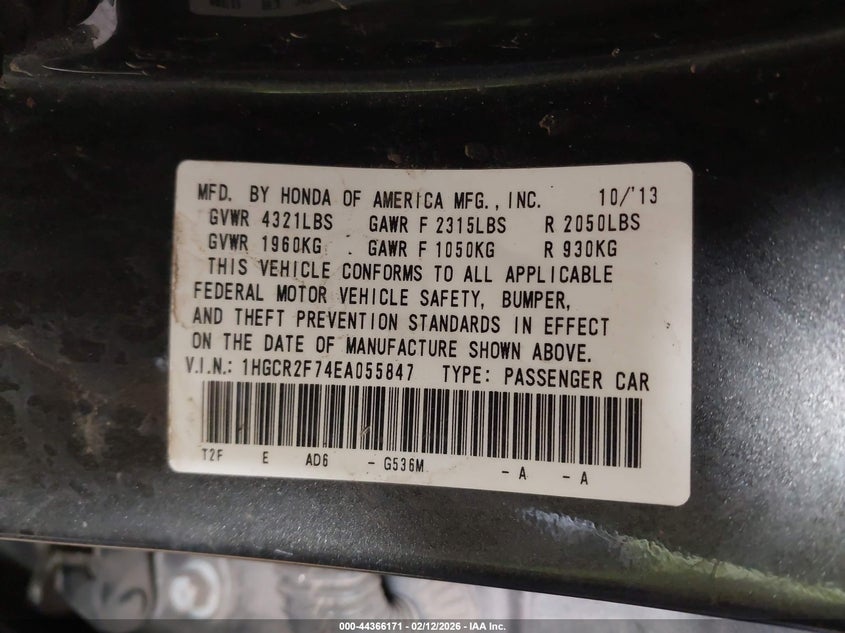 MFD. BY HONDA OF AMERICA MFG., INC. 10/'13
GVWR 4321LBS GAWR F 2315LBS R 2050LBS
GVWR 1960KG GAWR F 1050KG R 930KG
THIS VEHICLE CONFORMS TO ALL APPLICABLE
FEDERAL MOTOR VEHICLE SAFETY, BUMPER,
AND THEFT PREVENTION STANDARDS IN EFFECT
ON THE DATE OF MANUFACTURE SHOWN ABOVE.
V.I.N.: 1HGCR2F74EA055847 TYPE: PASSENGER CAR
T2F E AD6 - G536M - A - A
000-44366171 — 02/12/2026 — IAA Inc.